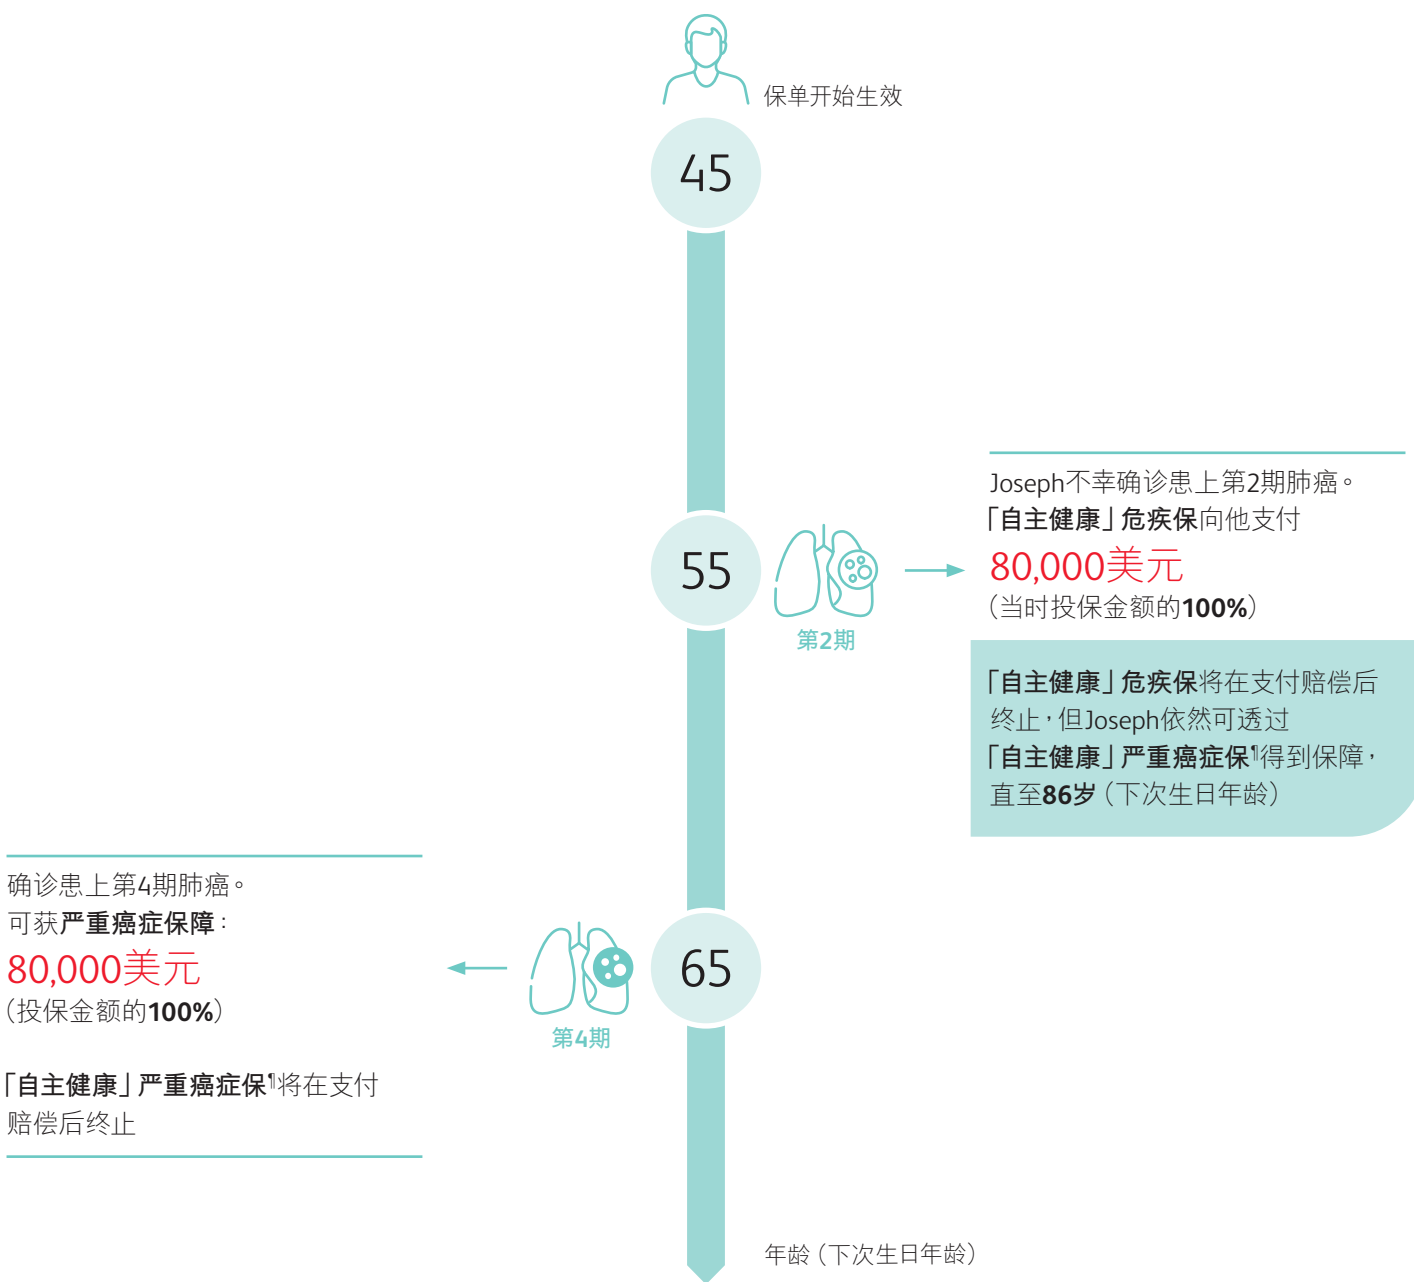 保单开始生效
45
Joseph不幸确诊患上第2期肺癌。
「自主健康」危疾保向他支付
80,000美元
（当时投保金额的100%）
55
第2期
「自主健康」危疾保将在支付赔偿后
终止，但Joseph依然可透过
「自主健康」严重癌症保¶得到保障，
直至86岁（下次生日年龄）
确诊患上第4期肺癌。
可获严重癌症保障：
80,000美元
（投保金额的100%）
65
第4期
「自主健康」严重癌症保¶将在支付
赔偿后终止
年龄（下次生日年龄）